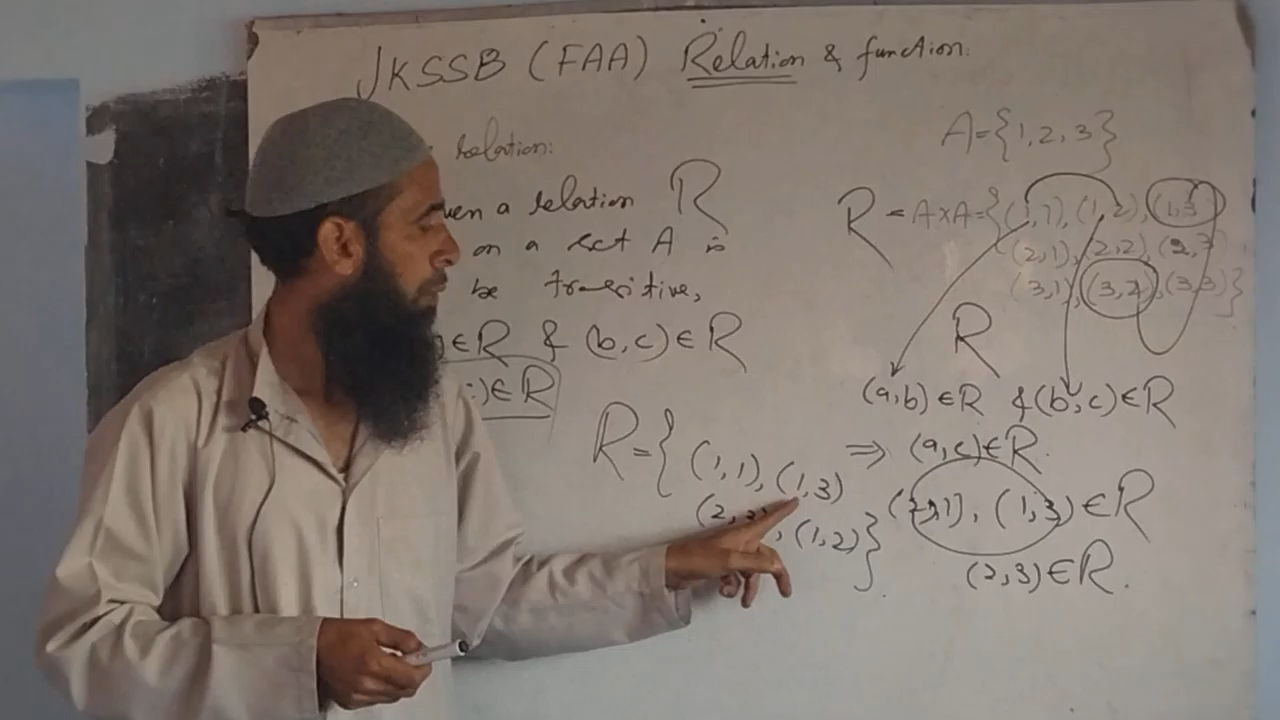 JKSSB (FAA) Relation & function.
relation:
a relation R
on a set A is
be transitive,
∈R & (b,c)∈R
)∈R
A={1,2,3}
R = A×A={(1,1),(1,2),(1,3)
(2,1),(2,2),(2,3)
(3,1),(3,2),(3,3)}
R
(a,b)∈R &(b,c)∈R
⇒ (a,c)∈R.
(2,1), (1,3)∈R
(2,3)∈R.
R={(1,1),(1,3)
(2,
,(1,2)}